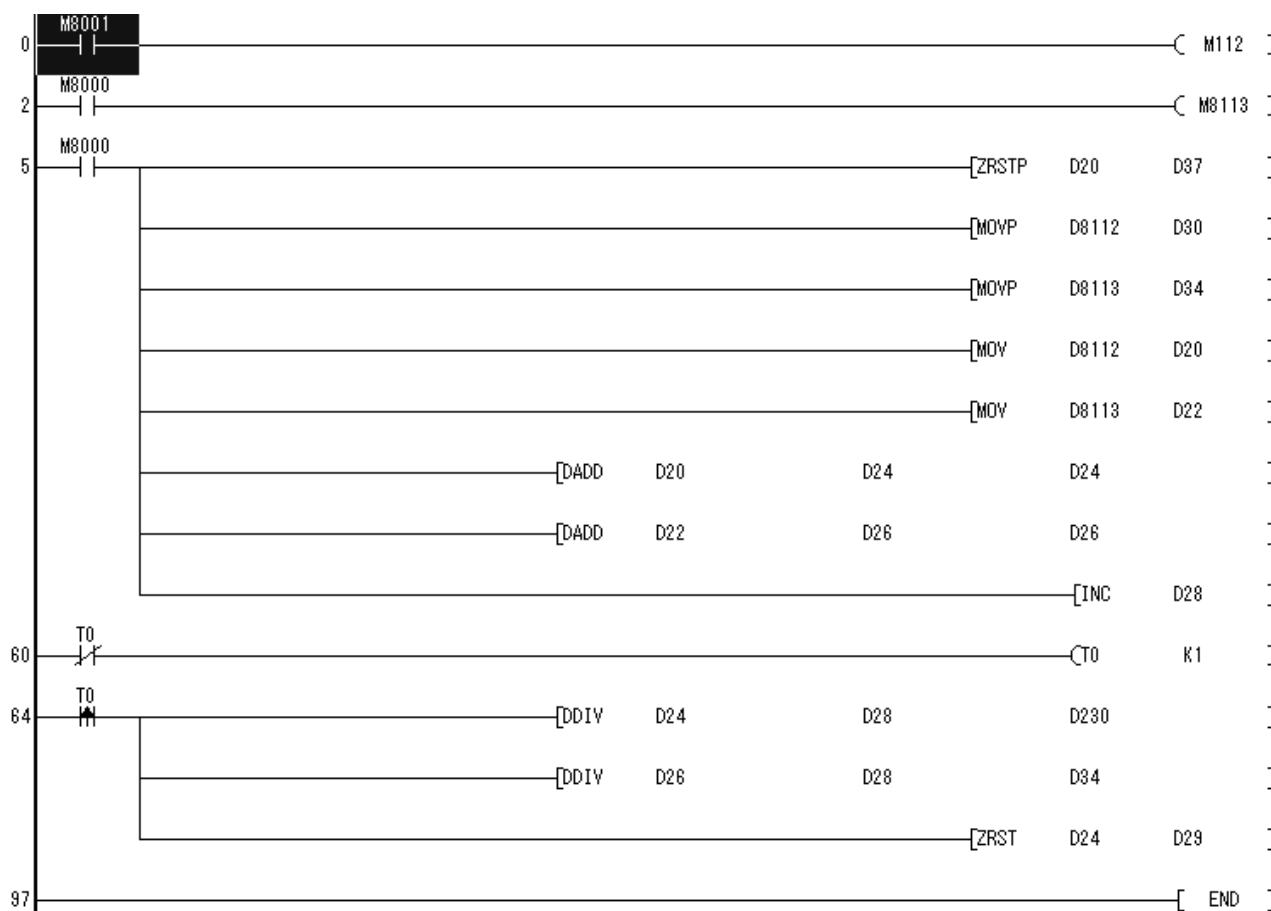 M8001
0 M112
M8000
2 M8113
M8000
5 ZRSTP D20 D37
MOVP D8112 D30
MOVP D8113 D34
MOV D8112 D20
MOV D8113 D22
DADD D20 D24 D24
DADD D22 D26 D26
INC D28
T0
60 T0 K1
T0
64 DDIV D24 D28 D230
DDIV D26 D28 D34
ZRST D24 D29
97 END